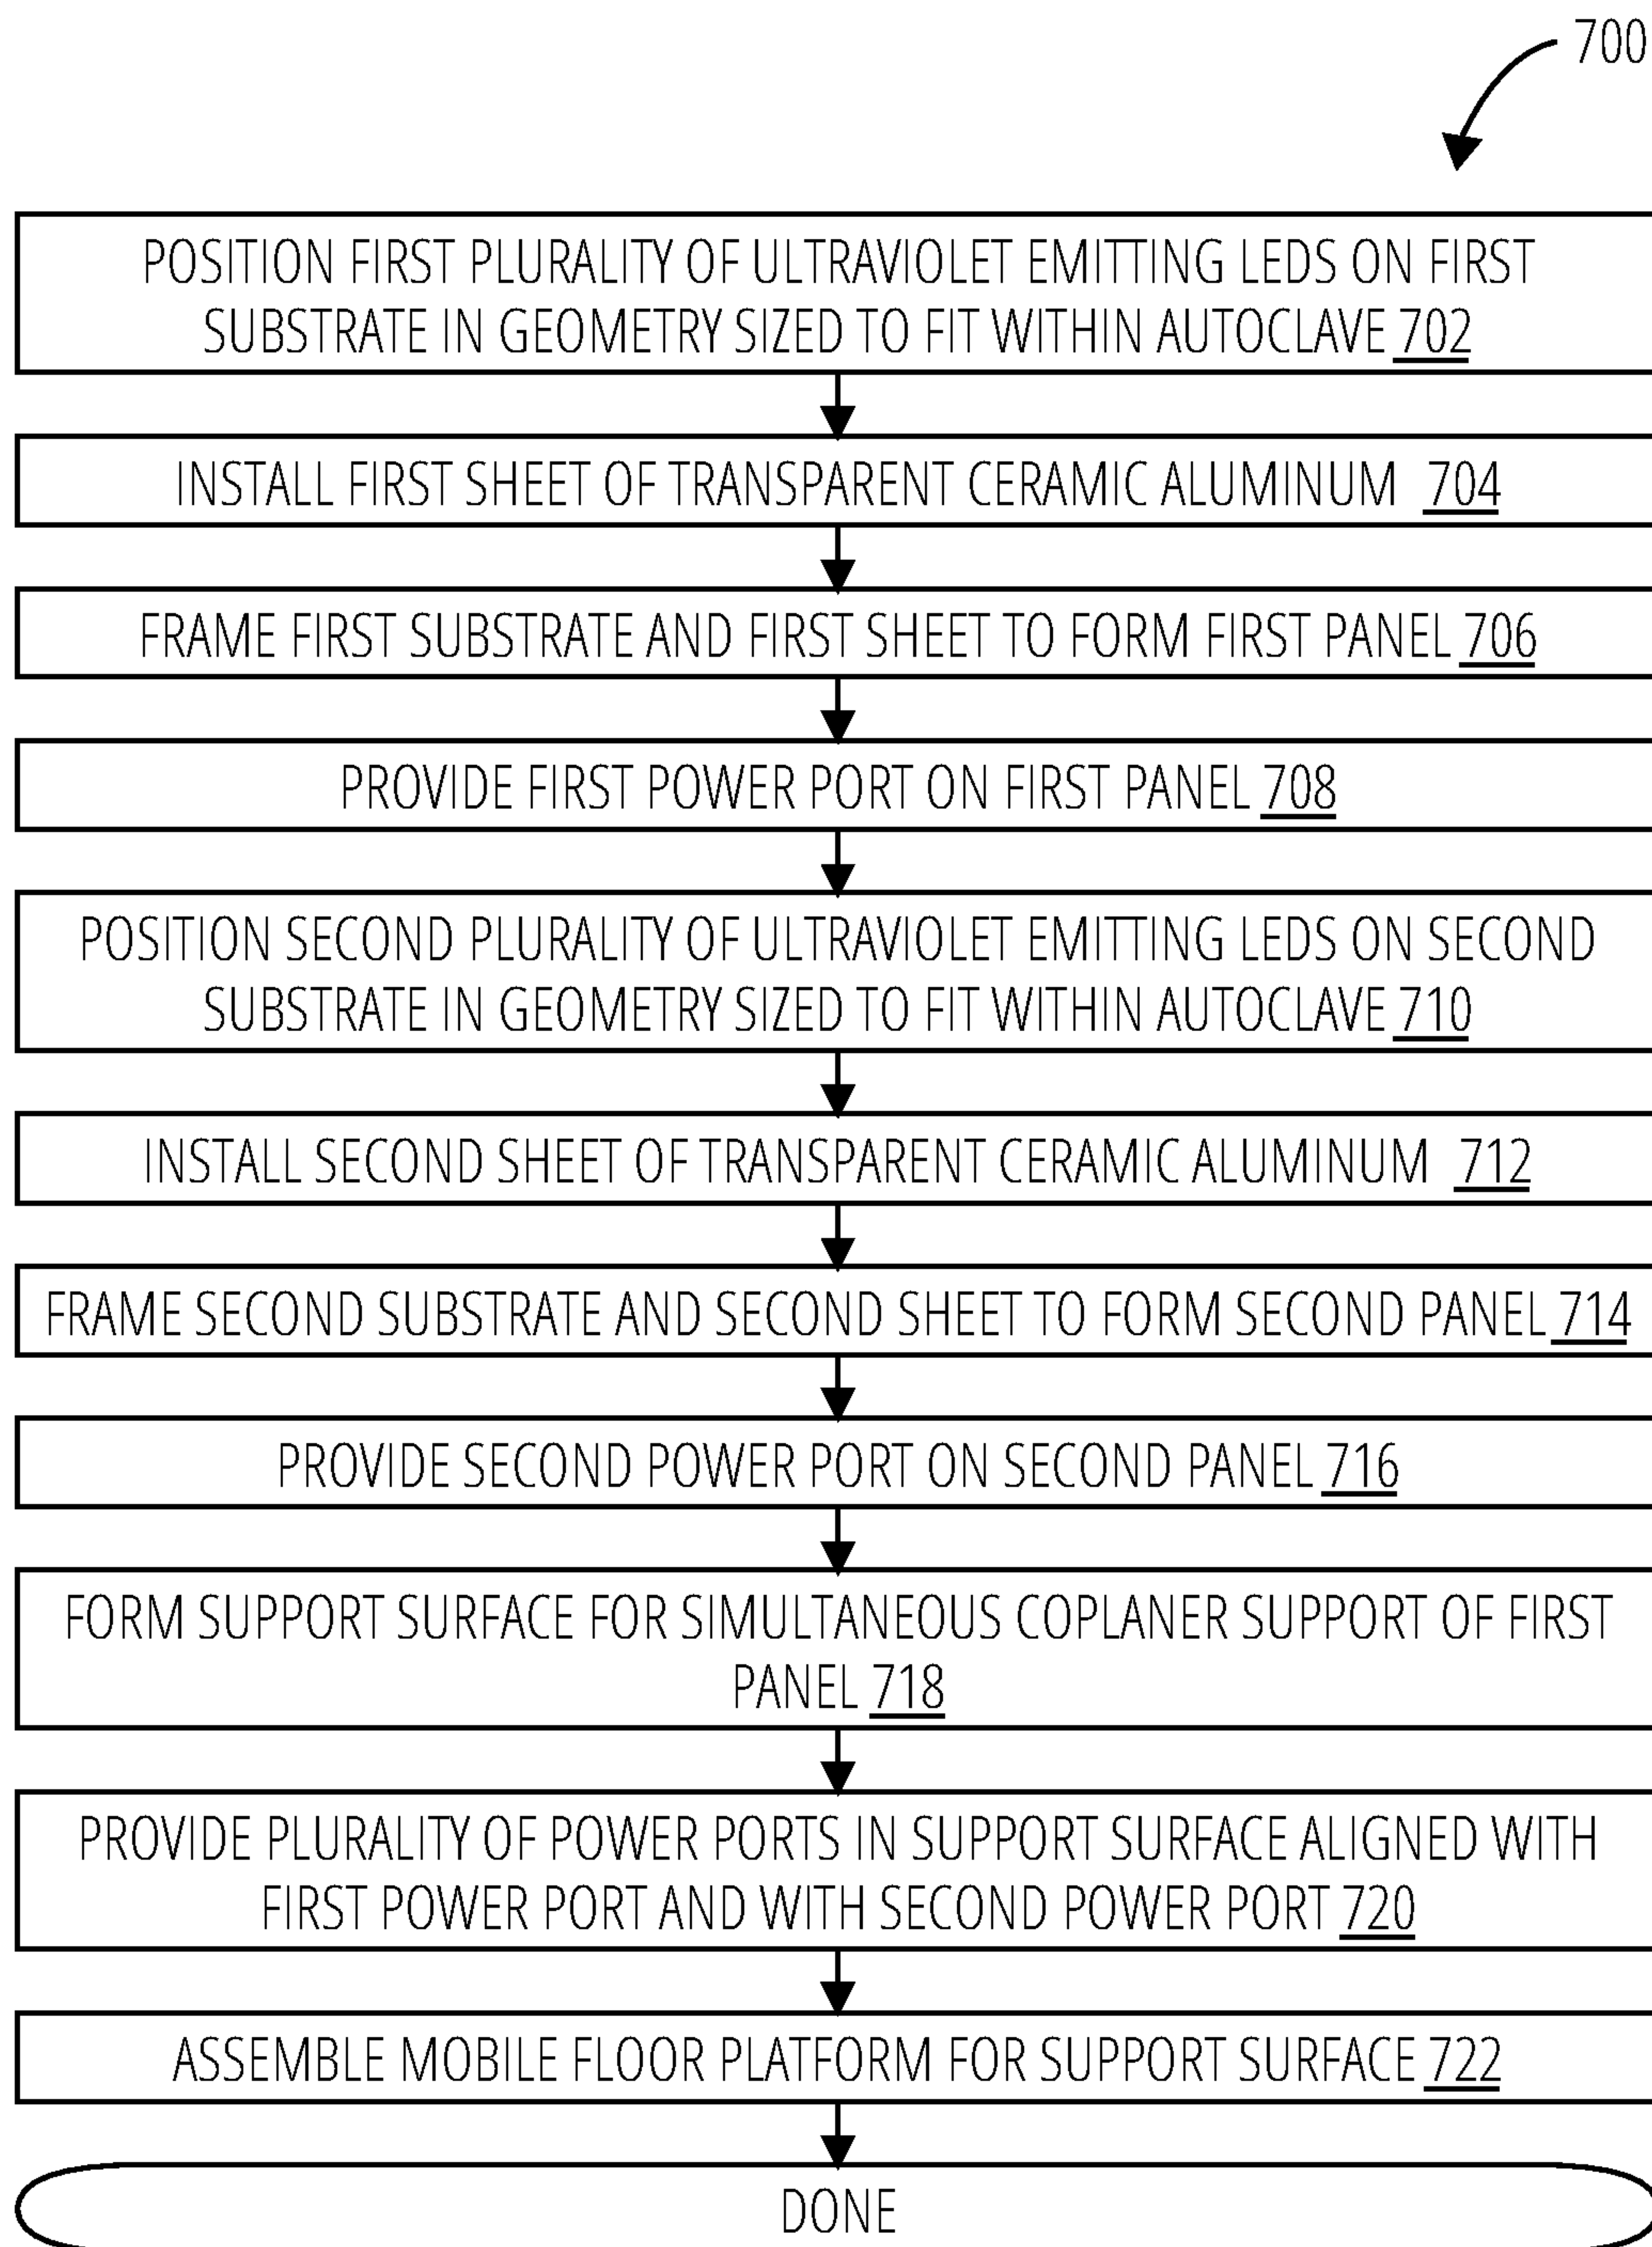 700
POSITION FIRST PLURALITY OF ULTRAVIOLET EMITTING LEDS ON FIRST
SUBSTRATE IN GEOMETRY SIZED TO FIT WITHIN AUTOCLAVE 702
INSTALL FIRST SHEET OF TRANSPARENT CERAMIC ALUMINUM 704
FRAME FIRST SUBSTRATE AND FIRST SHEET TO FORM FIRST PANEL 706
PROVIDE FIRST POWER PORT ON FIRST PANEL 708
POSITION SECOND PLURALITY OF ULTRAVIOLET EMITTING LEDS ON SECOND
SUBSTRATE IN GEOMETRY SIZED TO FIT WITHIN AUTOCLAVE 710
INSTALL SECOND SHEET OF TRANSPARENT CERAMIC ALUMINUM 712
FRAME SECOND SUBSTRATE AND SECOND SHEET TO FORM SECOND PANEL 714
PROVIDE SECOND POWER PORT ON SECOND PANEL 716
FORM SUPPORT SURFACE FOR SIMULTANEOUS COPLANER SUPPORT OF FIRST
PANEL 718
PROVIDE PLURALITY OF POWER PORTS IN SUPPORT SURFACE ALIGNED WITH
FIRST POWER PORT AND WITH SECOND POWER PORT 720
ASSEMBLE MOBILE FLOOR PLATFORM FOR SUPPORT SURFACE 722
DONE